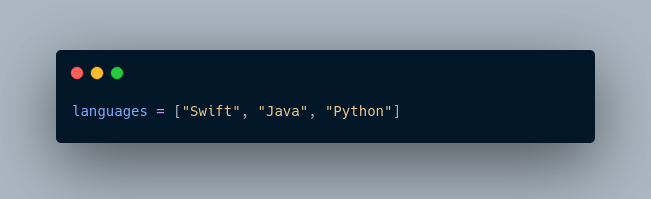 languages = ["Swift", "Java", "Python"]